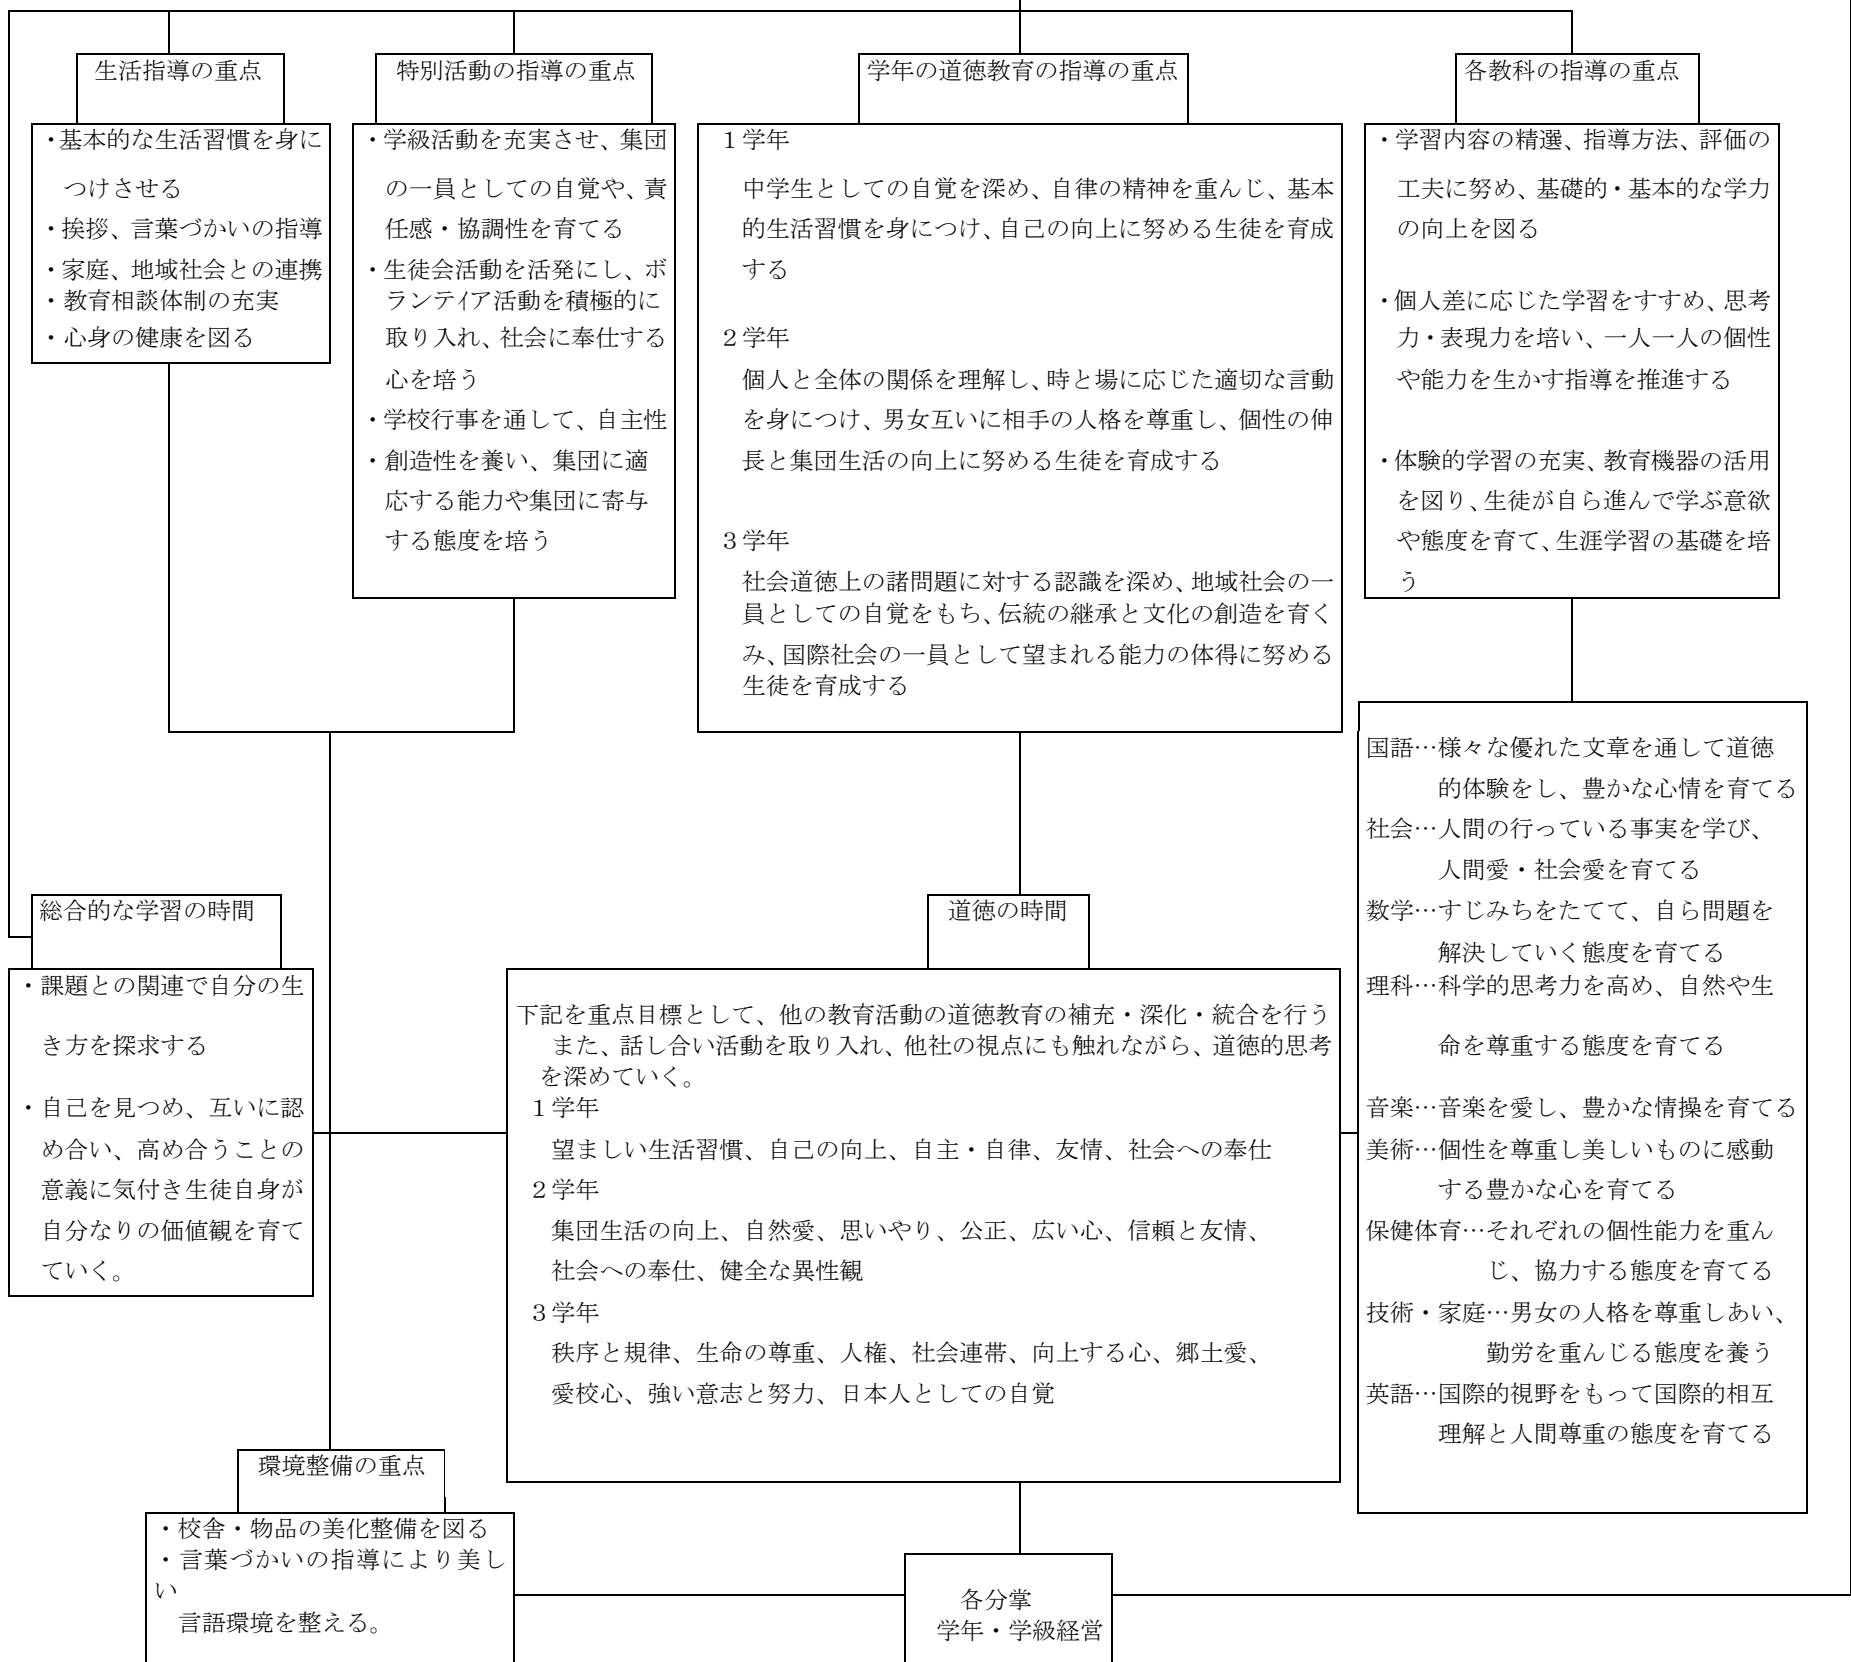 生活指導の重点
・基本的な生活習慣を身に
つけさせる
・挨拶、言葉づかいの指導
・家庭、地域社会との連携
・教育相談体制の充実
・心身の健康を図る
特別活動の指導の重点
・学級活動を充実させ、集団
の一員としての自覚や、責
任感・協調性を育てる
・生徒会活動を活発にし、ボ
ランティア活動を積極的に
取り入れ、社会に奉仕する
心を培う
・学校行事を通して、自主性
・創造性を養い、集団に適
応する能力や集団に寄与
する態度を培う
学年の道徳教育の指導の重点
1学年
中学生としての自覚を深め、自律の精神を重んじ、基本
的生活習慣を身につけ、自己の向上に努める生徒を育成
する
2学年
個人と全体の関係を理解し、時と場に応じた適切な言動
を身につけ、男女互いに相手の人格を尊重し、個性の伸
長と集団生活の向上に努める生徒を育成する
3学年
社会道徳上の諸問題に対する認識を深め、地域社会の一
員としての自覚をもち、伝統の継承と文化の創造を育く
み、国際社会の一員として望まれる能力の体得に努める
生徒を育成する
各教科の指導の重点
・学習内容の精選、指導方法、評価の
工夫に努め、基礎的・基本的な学力
の向上を図る
・個人差に応じた学習をすすめ、思考
力・表現力を培い、一人一人の個性
や能力を生かす指導を推進する
・体験的学習の充実、教育機器の活用
を図り、生徒が自ら進んで学ぶ意欲
や態度を育て、生涯学習の基礎を培
う
国語…様々な優れた文章を通して道徳
的体験をし、豊かな心情を育てる
社会…人間の行っている事実を学び、
人間愛・社会愛を育てる
数学…すじみちをたてて、自ら問題を
解決していく態度を育てる
理科…科学的思考力を高め、自然や生
命を尊重する態度を育てる
音楽…音楽を愛し、豊かな情操を育てる
美術…個性を尊重し美しいものに感動
する豊かな心を育てる
保健体育…それぞれの個性能力を重ん
じ、協力する態度を育てる
技術・家庭…男女の人格を尊重しあい、
勤労を重んじる態度を養う
英語…国際的視野をもって国際的相互
理解と人間尊重の態度を育てる
総合的な学習の時間
・課題との関連で自分の生
き方を探求する
・自己を見つめ、互いに認
め合い、高め合うことの
意義に気付き生徒自身が
自分なりの価値観を育て
ていく。
道徳の時間
下記を重点目標として、他の教育活動の道徳教育の補充・深化・統合を行う
また、話し合い活動を取り入れ、他社の視点にも触れながら、道徳的思考
を深めていく。
1学年
望ましい生活習慣、自己の向上、自主・自律、友情、社会への奉仕
2学年
集団生活の向上、自然愛、思いやり、公正、広い心、信頼と友情、
社会への奉仕、健全な異性観
3学年
秩序と規律、生命の尊重、人権、社会連帯、向上する心、郷土愛、
愛校心、強い意志と努力、日本人としての自覚
環境整備の重点
・校舎・物品の美化整備を図る
・言葉づかいの指導により美し
い
言語環境を整える。
各分掌
学年・学級経営